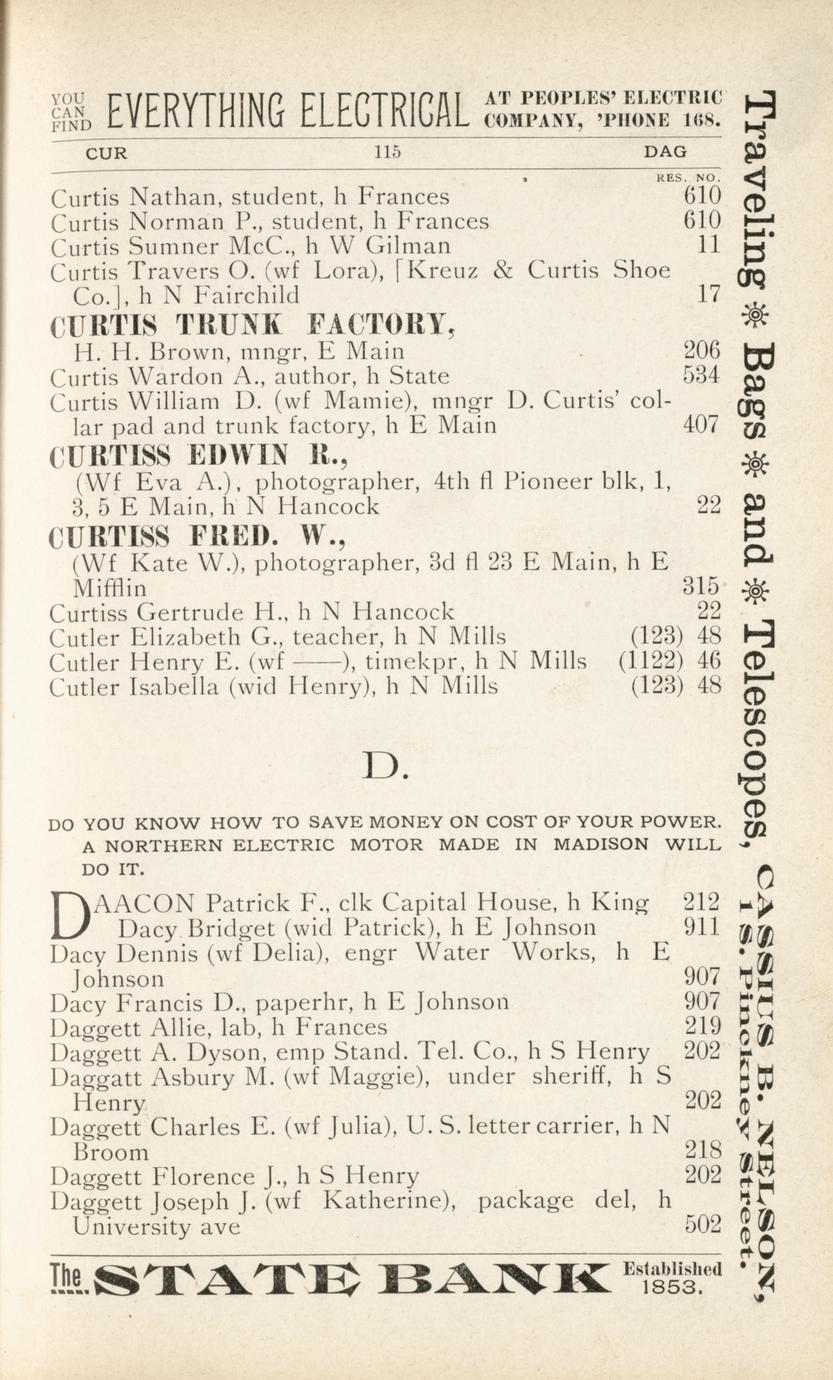 YOU CAN FIND EVERYTHING ELECTRICAL AT PEOPLES' ELECTRIC COMPANY, 'PHONE 168.
CUR 115 DAG
RES. NO.
Curtis Nathan, student, h Frances 610
Curtis Norman P., student, h Frances 610
Curtis Sumner McC., h W Gilman 11
Curtis Travers O. (wf Lora), [Kreuz & Curtis Shoe
Co.], h N Fairchild 17
CURTIS TRUNK FACTORY,
H. H. Brown, mngr, E Main 206
Curtis Wardon A., author, h State 534
Curtis William D. (wf Mamie), mngr D. Curtis' col-
lar pad and trunk factory, h E Main 407
CURTISS EDWIN R.,
(Wf Eva A.), photographer, 4th fl Pioneer blk, 1,
3, 5 E Main, h N Hancock 22
CURTISS FRED. W.,
(Wf Kate W.), photographer, 3d fl 23 E Main, h E
Mifflin 315
Curtiss Gertrude H., h N Hancock 22
Cutler Elizabeth G., teacher, h N Mills (123) 48
Cutler Henry E. (wf ——), timekpr, h N Mills (1122) 46
Cutler Isabella (wid Henry), h N Mills (123) 48
D.
DO YOU KNOW HOW TO SAVE MONEY ON COST OF YOUR POWER.
A NORTHERN ELECTRIC MOTOR MADE IN MADISON WILL
DO IT.
DAACON Patrick F., clk Capital House, h King 212
Dacy Bridget (wid Patrick), h E Johnson 911
Dacy Dennis (wf Delia), engr Water Works, h E
Johnson 907
Dacy Francis D., paperhr, h E Johnson 907
Daggett Allie, lab, h Frances 219
Daggett A. Dyson, emp Stand. Tel. Co., h S Henry 202
Daggatt Asbury M. (wf Maggie), under sheriff, h S
Henry 202
Daggett Charles E. (wf Julia), U. S. letter carrier, h N
Broom 218
Daggett Florence J., h S Henry 202
Daggett Joseph J. (wf Katherine), package del, h
University ave 502
The STATE BANK Established 1853.
Traveling ☼ Bags ☼ and ☼ Telescopes, CASSIUS B. NELSON,
1 S. Pinckney Street.